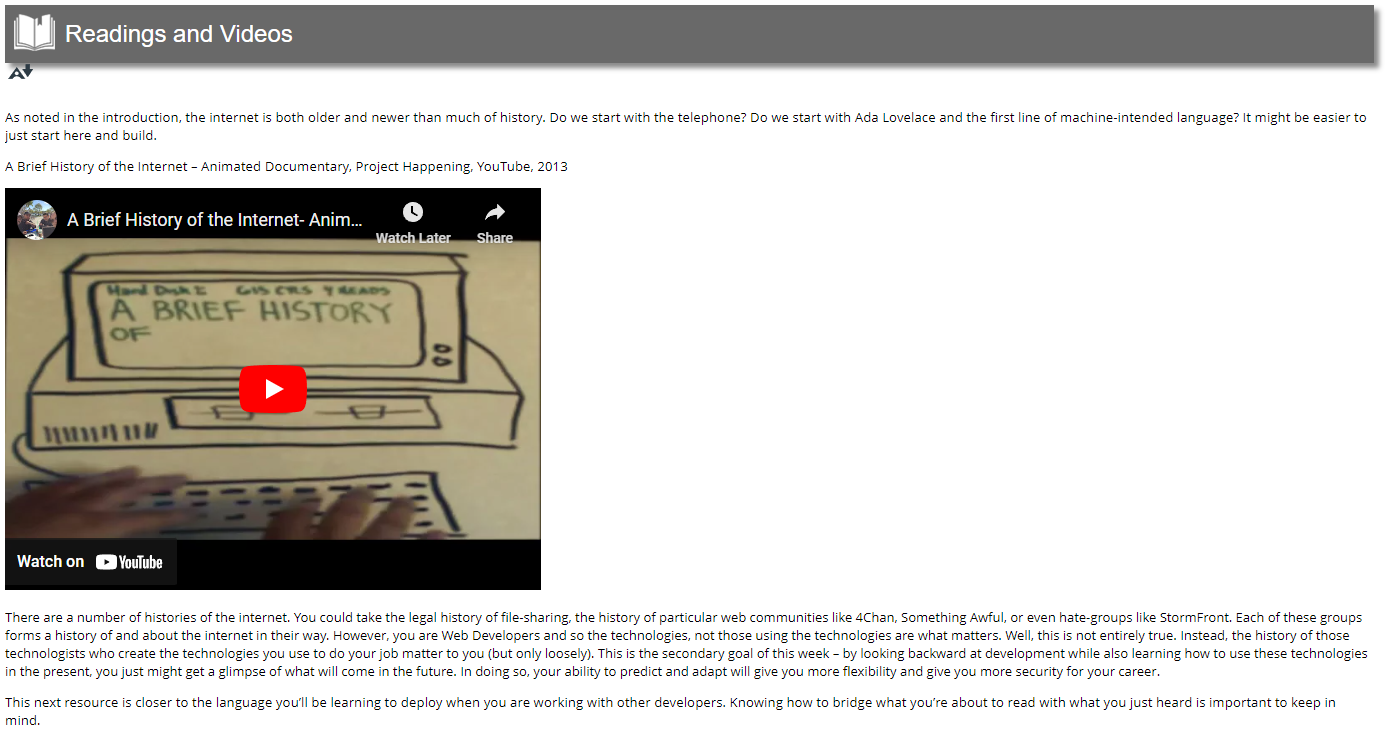 Readings and Videos
A
As noted in the introduction, the internet is both older and newer than much of history. Do we start with the telephone? Do we start with Ada Lovelace and the first line of machine-intended language? It might be easier to
just start here and build.
A Brief History of the Internet – Animated Documentary, Project Happening, YouTube, 2013
A Brief History of the Internet- Anim...
Watch Later
Share
Hard Disk
A BRIEF HISTORY
OF
Watch on YouTube
There are a number of histories of the internet. You could take the legal history of file-sharing, the history of particular web communities like 4Chan, Something Awful, or even hate-groups like StormFront. Each of these groups
forms a history of and about the internet in their way. However, you are Web Developers and so the technologies, not those using the technologies are what matters. Well, this is not entirely true. Instead, the history of those
technologists who create the technologies you use to do your job matter to you (but only loosely). This is the secondary goal of this week – by looking backward at development while also learning how to use these technologies
in the present, you just might get a glimpse of what will come in the future. In doing so, your ability to predict and adapt will give you more flexibility and give you more security for your career.
This next resource is closer to the language you’ll be learning to deploy when you are working with other developers. Knowing how to bridge what you’re about to read with what you just heard is important to keep in
mind.